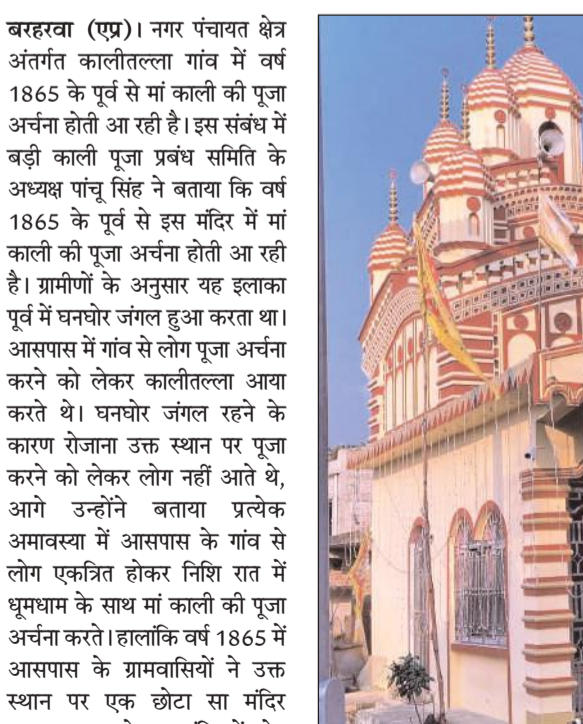 बरहरवा (एप्र)। नगर पंचायत क्षेत्र
अंतर्गत कालीतल्ला गांव में वर्ष
1865 के पूर्व से मां काली की पूजा
अर्चना होती आ रही है। इस संबंध में
बड़ी काली पूजा प्रबंध समिति के
अध्यक्ष पांचू सिंह ने बताया कि वर्ष
1865 के पूर्व से इस मंदिर में मां
काली की पूजा अर्चना होती आ रही
है। ग्रामीणों के अनुसार यह इलाका
पूर्व में घनघोर जंगल हुआ करता था।
आसपास में गांव से लोग पूजा अर्चना
करने को लेकर कालीतल्ला आया
करते थे। घनघोर जंगल रहने के
कारण रोजाना उक्त स्थान पर पूजा
करने को लेकर लोग नहीं आते थे,
आगे उन्होंने बताया प्रत्येक
अमावस्या में आसपास के गांव से
लोग एकत्रित होकर निशि रात में
धूमधाम के साथ मां काली की पूजा
अर्चना करते। हालांकि वर्ष 1865 में
आसपास के ग्रामवासियों ने उक्त
स्थान पर एक छोटा सा मंदिर